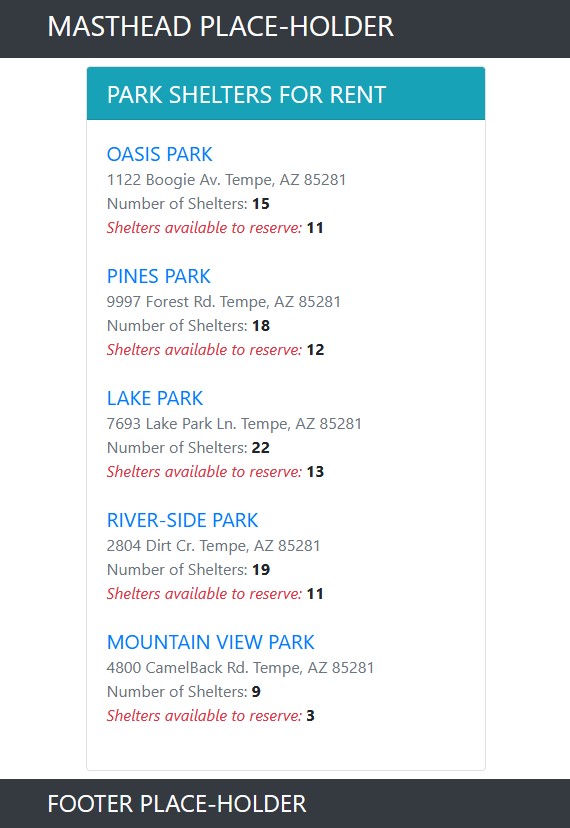 MASTHEAD PLACE-HOLDER
PARK SHELTERS FOR RENT
OASIS PARK
1122 Boogie Av. Tempe, AZ 85281
Number of Shelters: 15
Shelters available to reserve: 11
PINES PARK
9997 Forest Rd. Tempe, AZ 85281
Number of Shelters: 18
Shelters available to reserve: 12
LAKE PARK
7693 Lake Park Ln. Tempe, AZ 85281
Number of Shelters: 22
Shelters available to reserve: 13
RIVER-SIDE PARK
2804 Dirt Cr. Tempe, AZ 85281
Number of Shelters: 19
Shelters available to reserve: 11
MOUNTAIN VIEW PARK
4800 CamelBack Rd. Tempe, AZ 85281
Number of Shelters: 9
Shelters available to reserve: 3
FOOTER PLACE-HOLDER